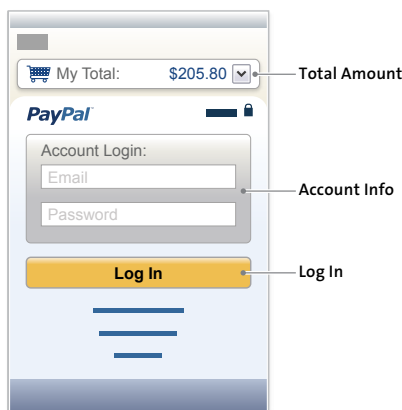 My Total: $205.80 Total Amount
PayPal
Account Login:
Email
Account Info
Password
Log In Log In